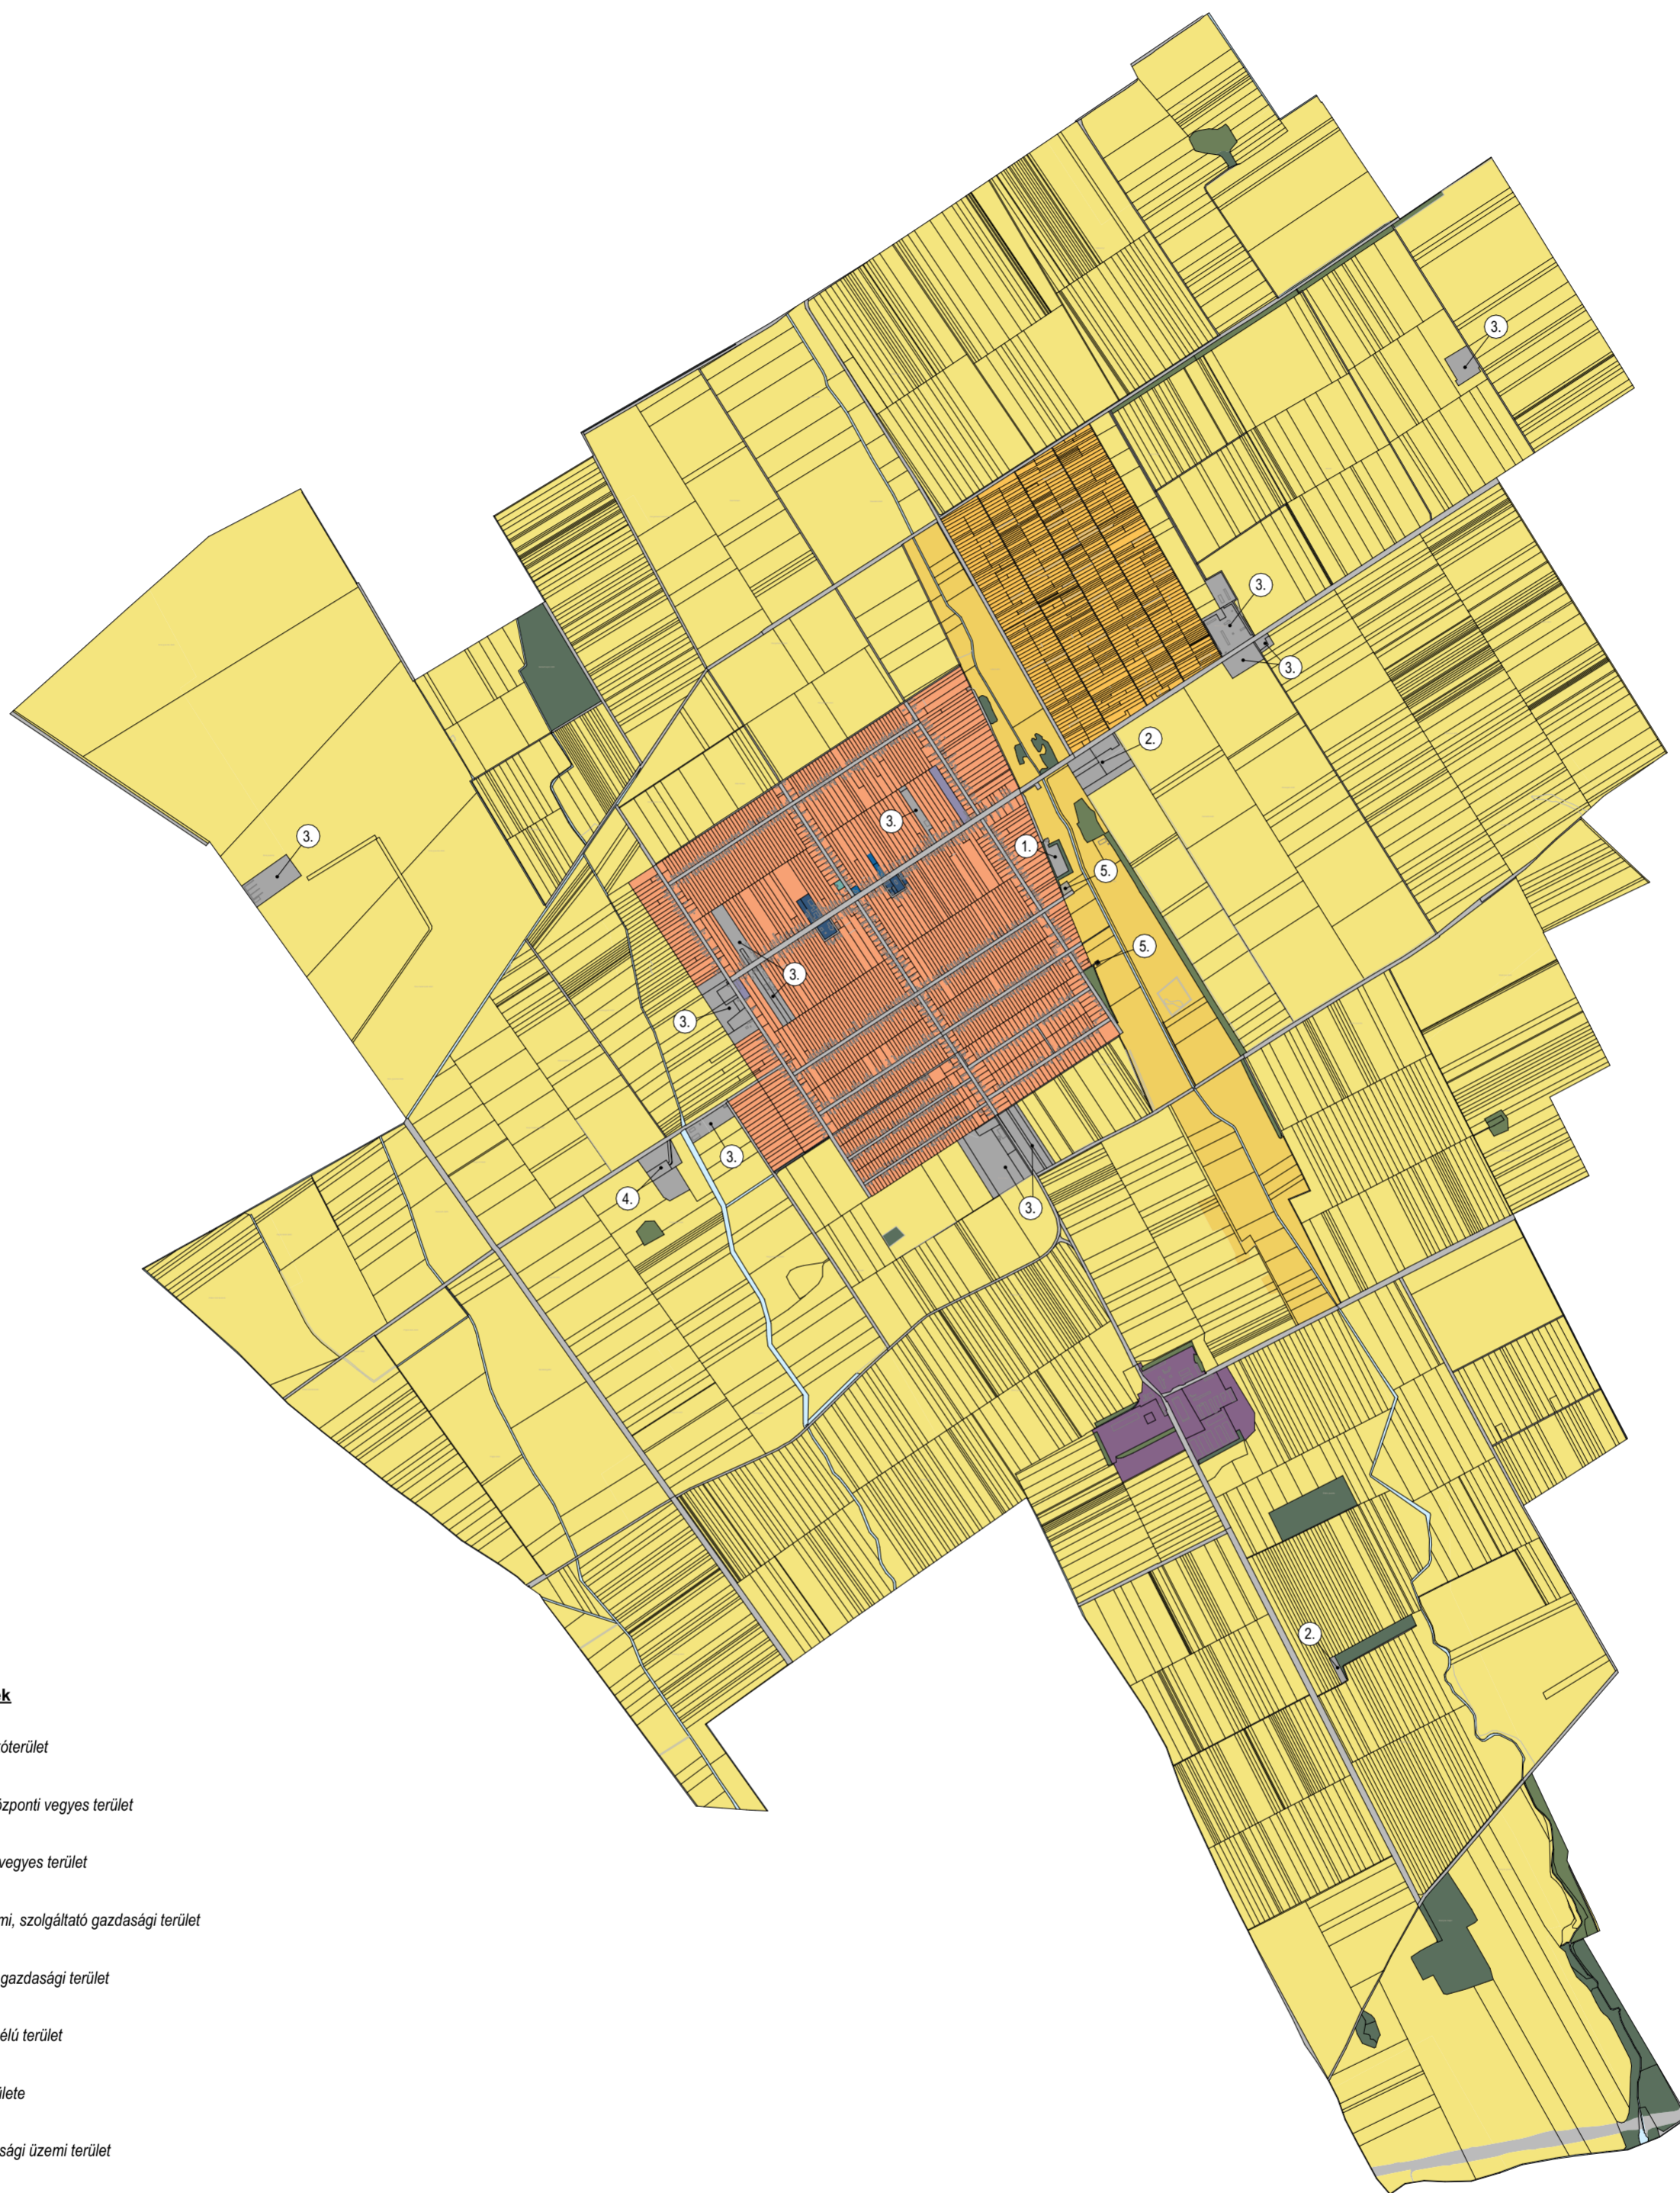 3.
3.
3.
2.
3.
3.
1.
5.
5.
3.
3.
3.
4.
3.
2.
óterület
özponti vegyes terület
vegyes terület
mi, szolgáltató gazdasági terület
gazdasági terület
élú terület
ülete
sági üzemi terület